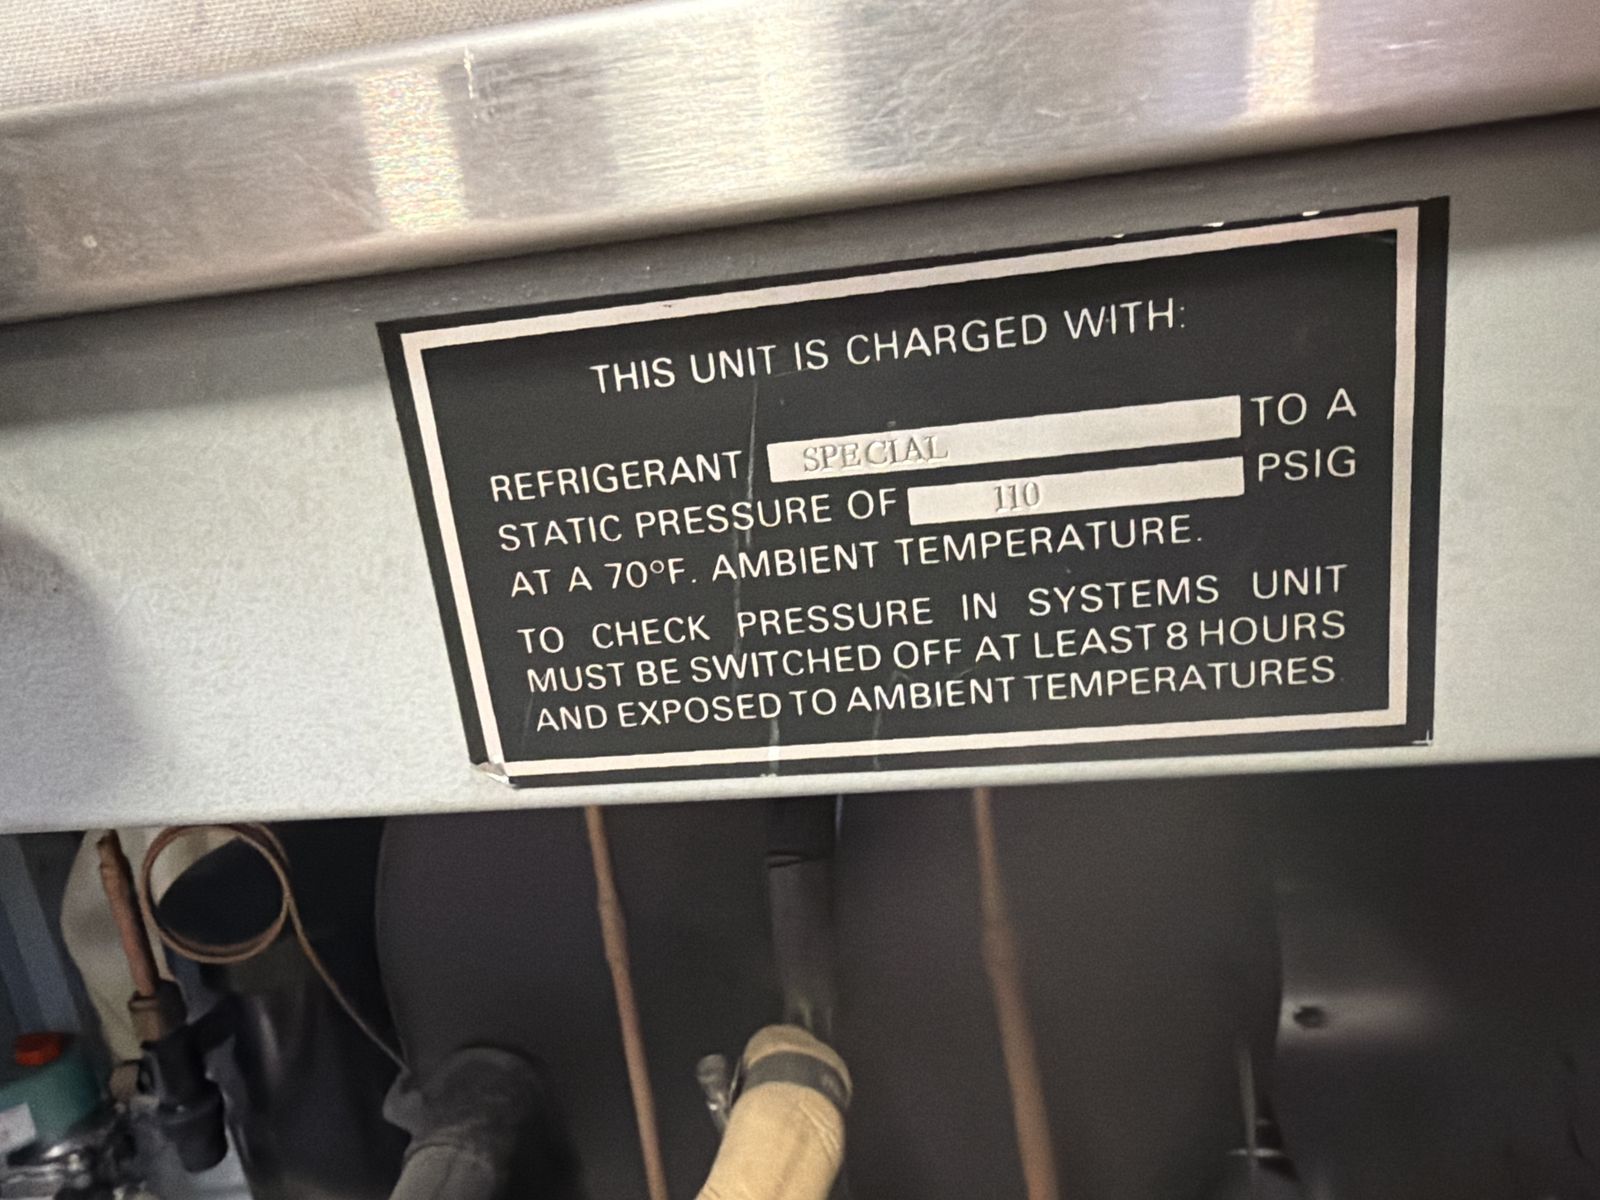 THIS UNIT IS CHARGED WITH:
REFRIGERANT SPECIAL TO A
STATIC PRESSURE OF 110 PSIG
AT A 70°F. AMBIENT TEMPERATURE.
TO CHECK PRESSURE IN SYSTEMS UNIT
MUST BE SWITCHED OFF AT LEAST 8 HOURS
AND EXPOSED TO AMBIENT TEMPERATURES.